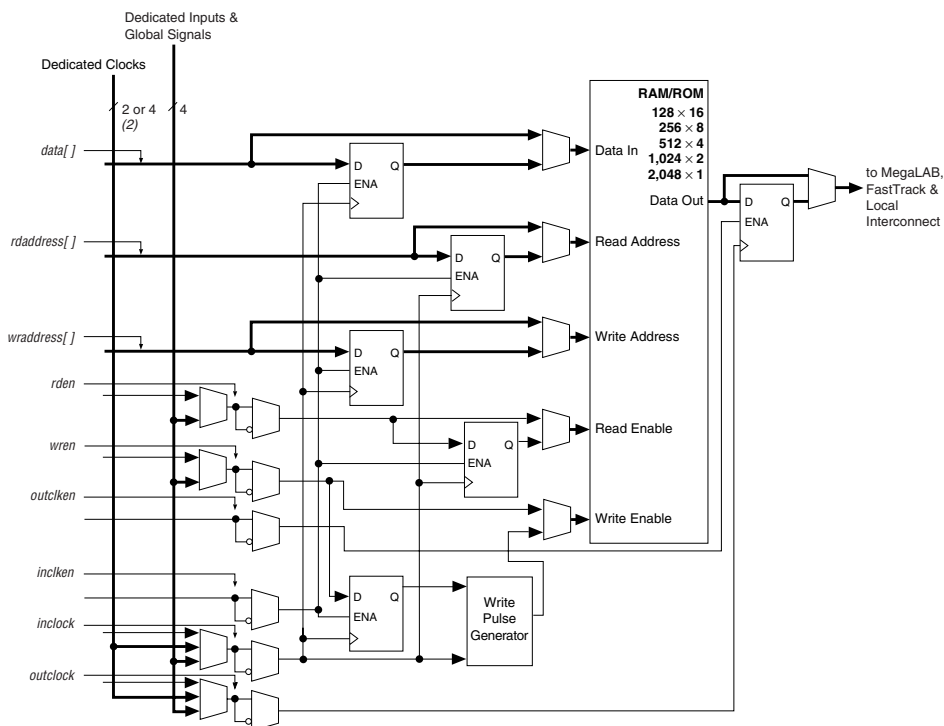 Dedicated Inputs &
Global Signals
Dedicated Clocks
2 or 4
(2)
4
RAM/ROM
128 × 16
256 × 8
512 × 4
1,024 × 2
2,048 × 1
data[ ]
D
Q
ENA
Data In
to MegaLAB,
FastTrack &
Local
Interconnect
Data Out
D
Q
ENA
rdaddress[ ]
D
Q
ENA
Read Address
wraddress[ ]
D
Q
ENA
Write Address
rden
Read Enable
wren
D
Q
ENA
outclken
Write Enable
inclken
D
Q
ENA
Write
Pulse
Generator
inclock
outclock